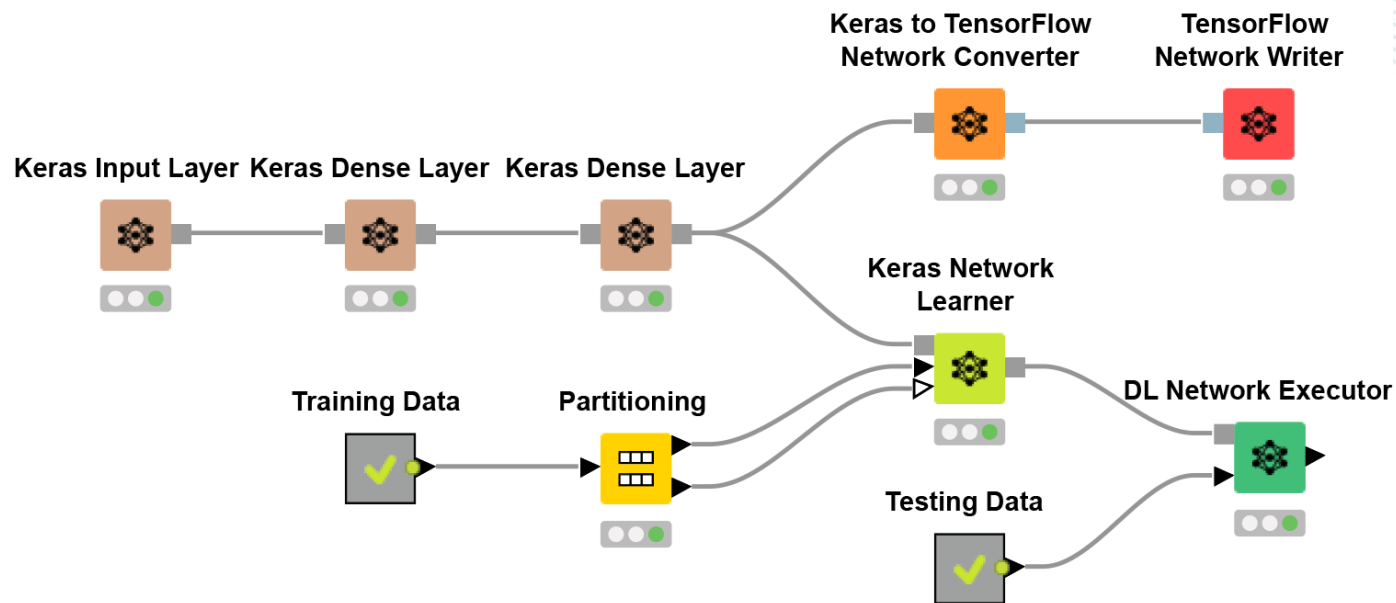 Keras to TensorFlow
Network Converter
TensorFlow
Network Writer
Keras Input Layer
Keras Dense Layer
Keras Dense Layer
Keras Network
Learner
Training Data
Partitioning
DL Network Executor
Testing Data